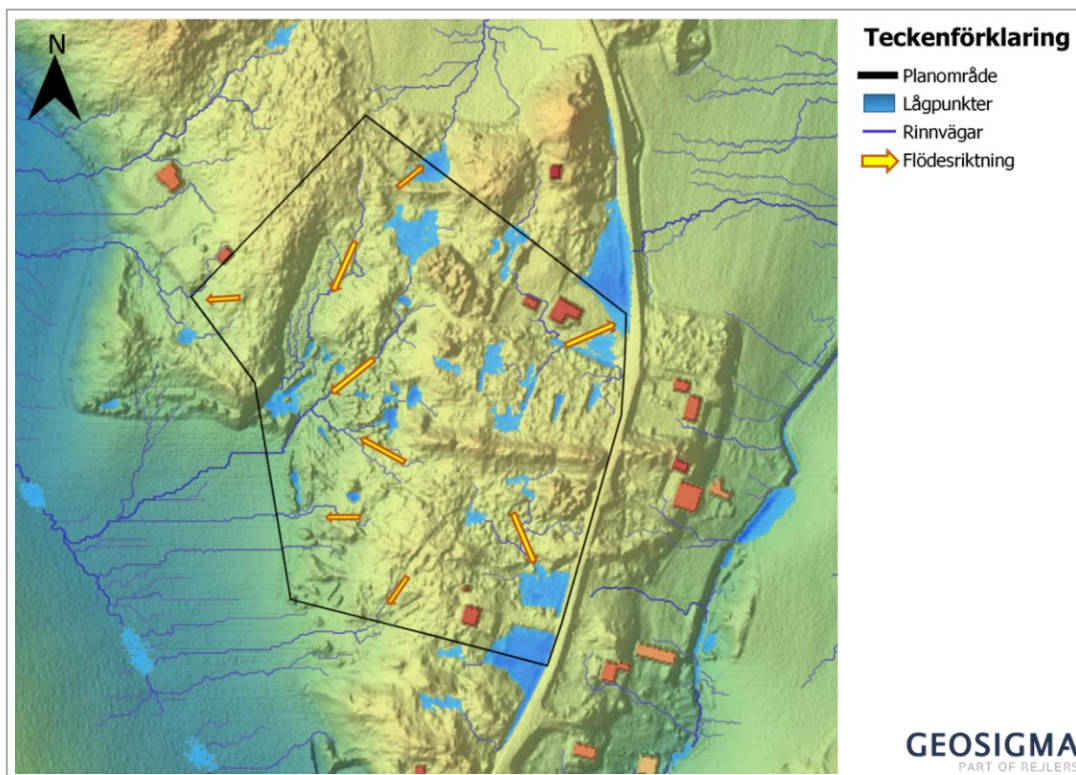 N
Teckenförklaring
Planområde
Lågpunkter
Rinnvägar
Flödesriktning
GEOSIGMA
PART OF REJLERS